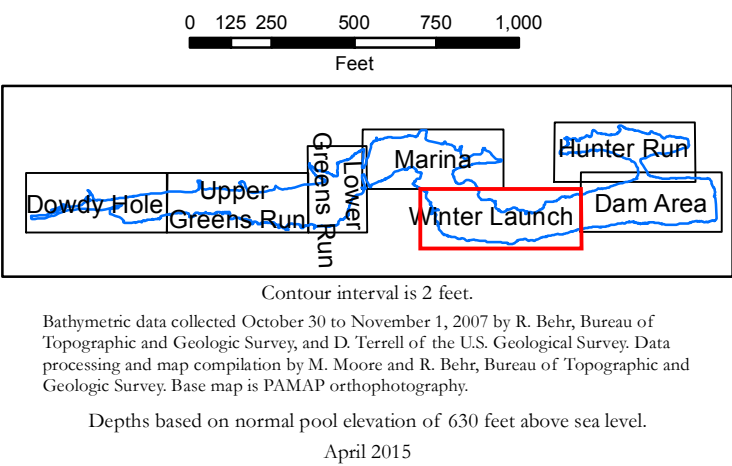 0 125 250 500 750 1,000
Feet
Dowdy Hole
Upper
Greens Run
Lower
Greens Run
Marina
Winter Launch
Hunter Run
Dam Area
Contour interval is 2 feet.
Bathymetric data collected October 30 to November 1, 2007 by R. Behr, Bureau of
Topographic and Geologic Survey, and D. Terrell of the U.S. Geological Survey. Data
processing and map compilation by M. Moore and R. Behr, Bureau of Topographic and
Geologic Survey. Base map is PAMAP orthophotography.
Depths based on normal pool elevation of 630 feet above sea level.
April 2015